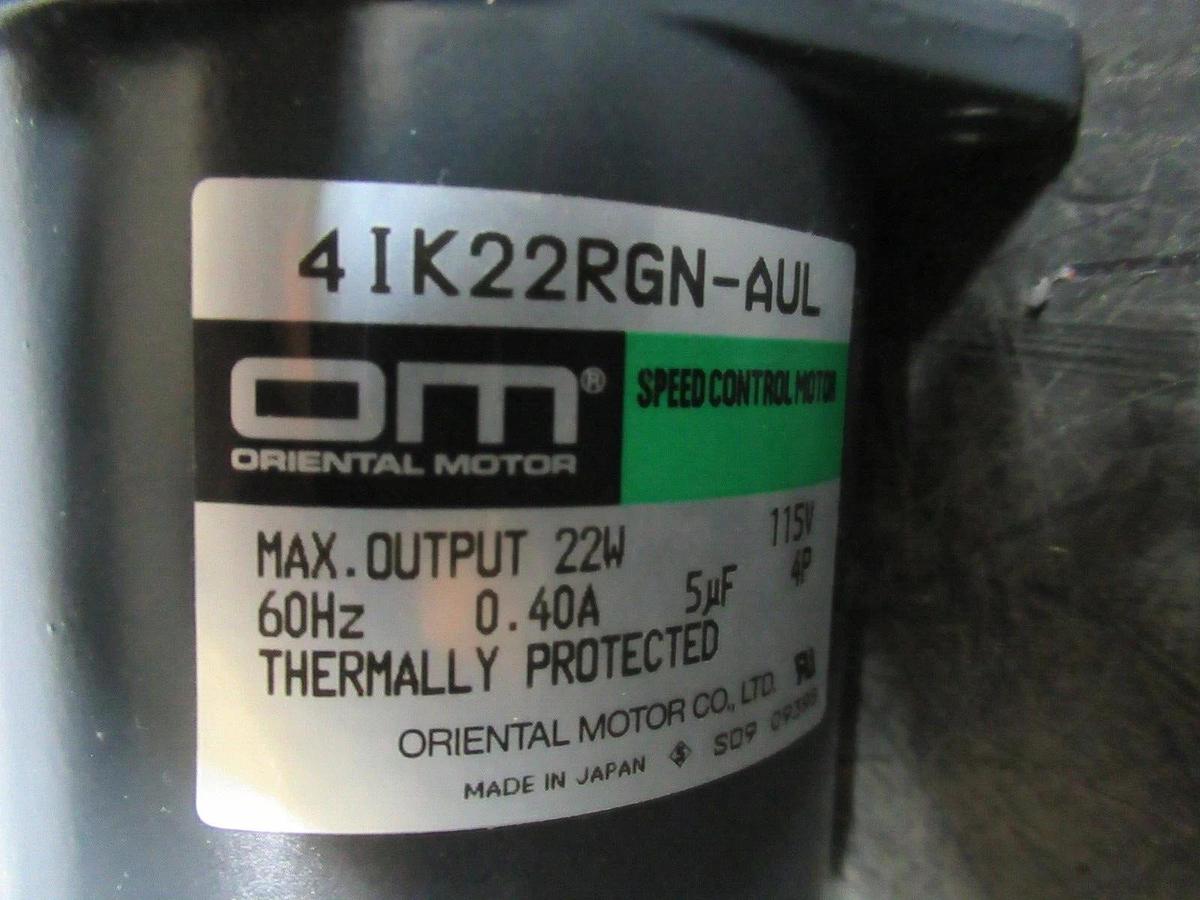 4IK22RGN-AUL
OM®
ORIENTAL MOTOR
SPEED CONTROL MOTOR
MAX.OUTPUT 22W 115V
60Hz 0.40A 5μF 4P
THERMALLY PROTECTED
ORIENTAL MOTOR CO., LTD.
MADE IN JAPAN S S09